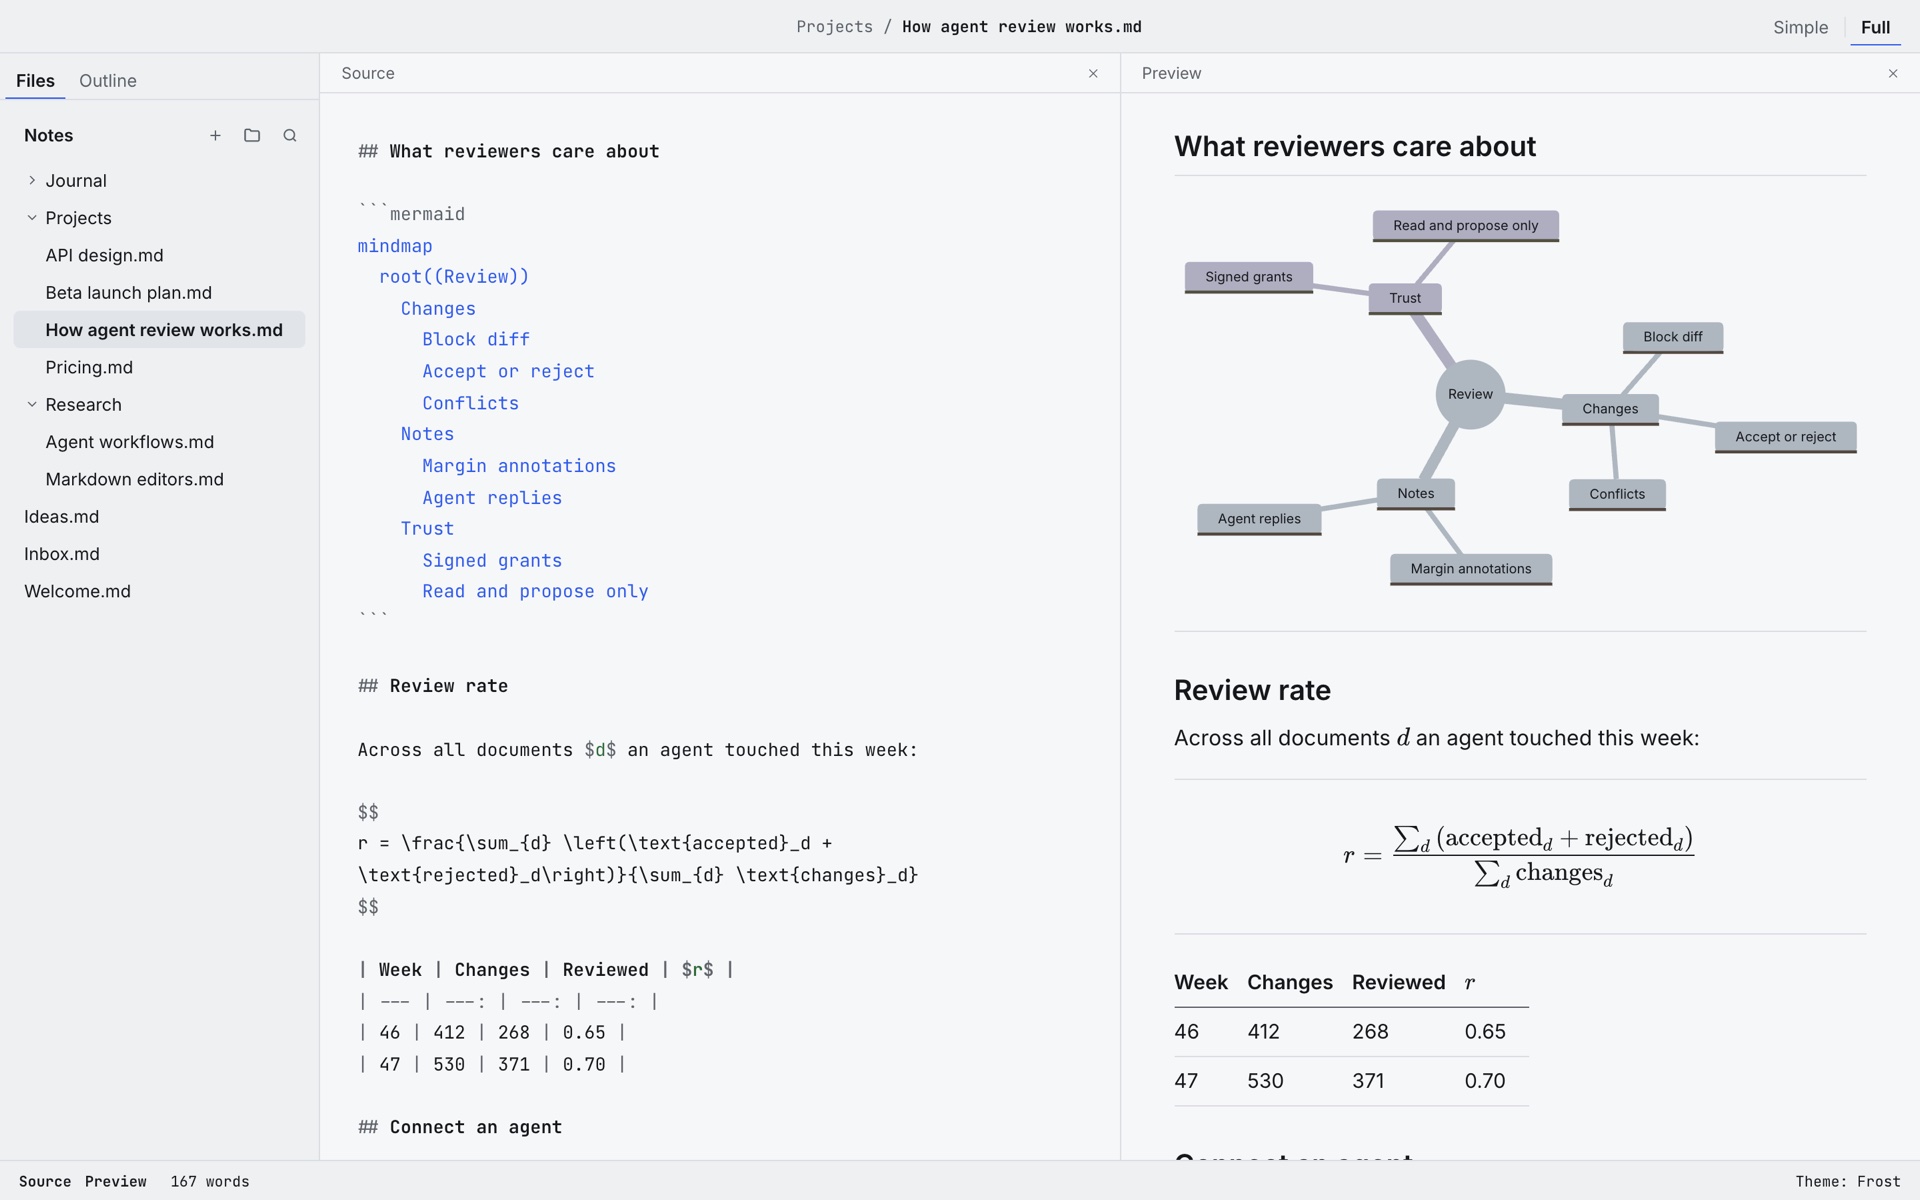 Projects / How agent review works.md
Simple Full
Files Outline
Notes
Journal
Projects
API design.md
Beta launch plan.md
How agent review works.md
Pricing.md
Research
Agent workflows.md
Markdown editors.md
Ideas.md
Inbox.md
Welcome.md
Source
## What reviewers care about
```mermaid
mindmap
  root((Review))
    Changes
      Block diff
      Accept or reject
      Conflicts
    Notes
      Margin annotations
      Agent replies
    Trust
      Signed grants
      Read and propose only
```
## Review rate
Across all documents $d$ an agent touched this week:
$$
r = \frac{\sum_{d} \left(\text{accepted}_d +
\text{rejected}_d\right)}{\sum_{d} \text{changes}_d}
$$
| Week | Changes | Reviewed | $r$ |
| --- | ---: | ---: | ---: |
| 46 | 412 | 268 | 0.65 |
| 47 | 530 | 371 | 0.70 |
## Connect an agent
Preview
What reviewers care about
Read and propose only
Signed grants
Trust
Block diff
Review
Changes
Accept or reject
Notes
Conflicts
Agent replies
Margin annotations
Review rate
Across all documents d an agent touched this week:
r = ∑d (acceptedd + rejectedd) / ∑d changesd
Week Changes Reviewed r
46 412 268 0.65
47 530 371 0.70
Connect an agent
Source Preview 167 words
Theme: Frost